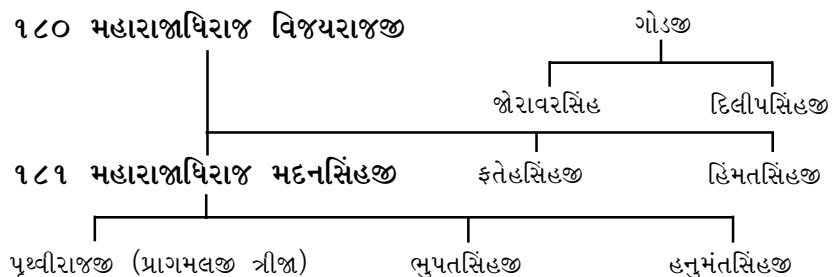 ૧૮૦ મહારાજાધિરાજ વિજયરાજજી ગોડજી
જોરાવરસિંહ દિલીપસિંહજી
૧૮૧ મહારાજાધિરાજ મદનસિંહજી ફતેહસિંહજી હિંમતસિંહજી
પૃથ્વીરાજજી (પ્રાગમલજી ત્રીજા) ભુપતસિંહજી હનુમંતસિંહજી